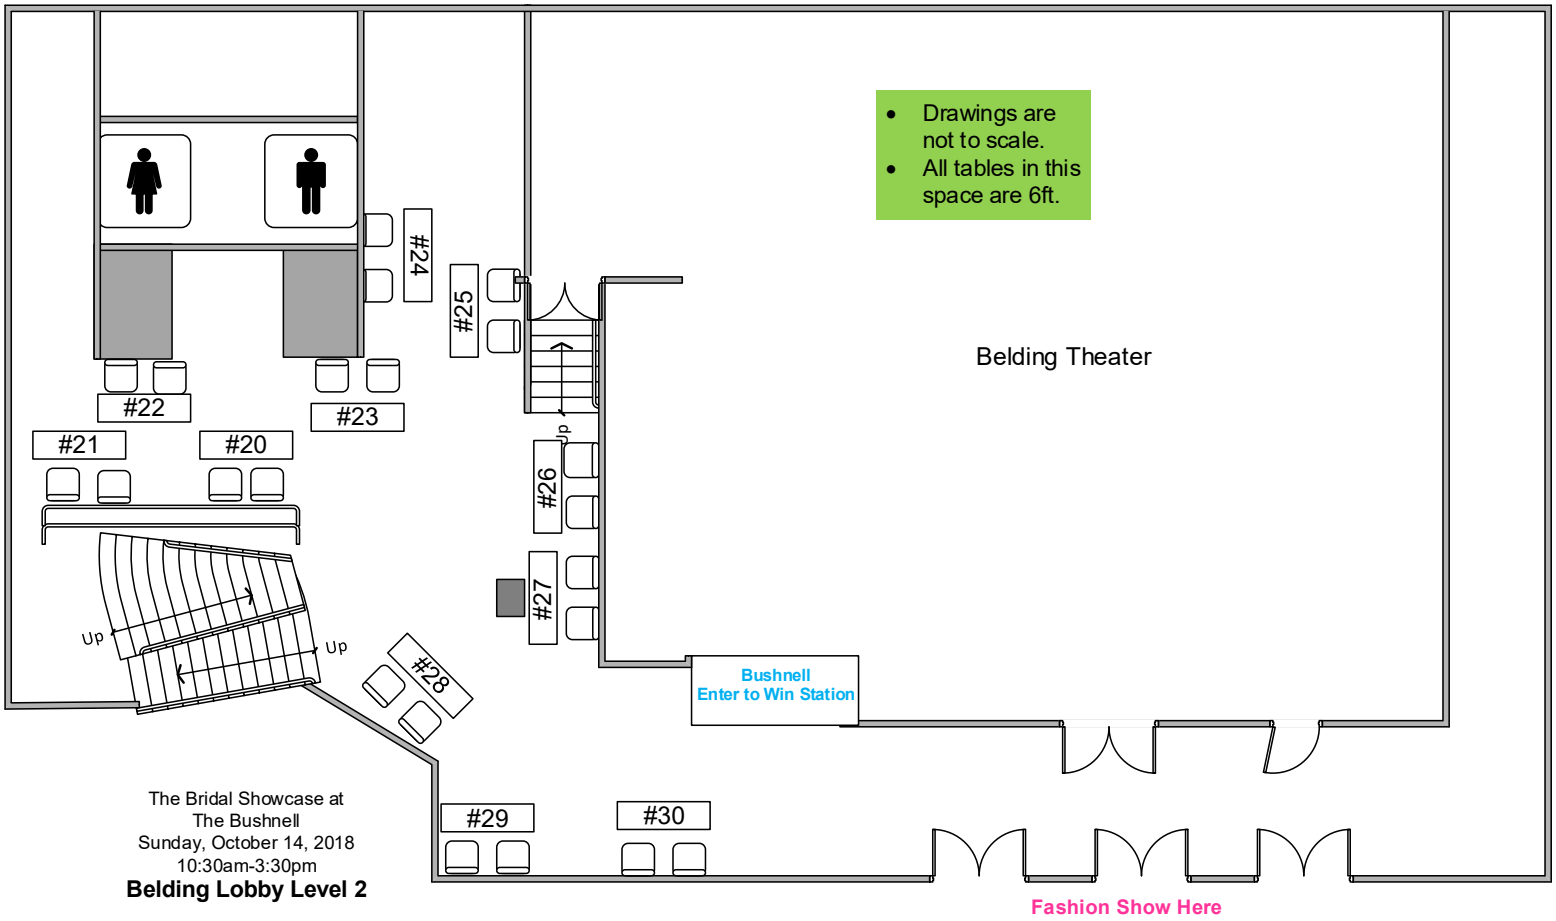 • Drawings are
not to scale.
• All tables in this
space are 6ft.
#24
#25
Belding Theater
#22
#23
Up
#21
#20
#26
#27
Up
Up
#28
Bushnell
Enter to Win Station
The Bridal Showcase at
The Bushnell
Sunday, October 14, 2018
10:30am-3:30pm
Belding Lobby Level 2
#29
#30
Fashion Show Here